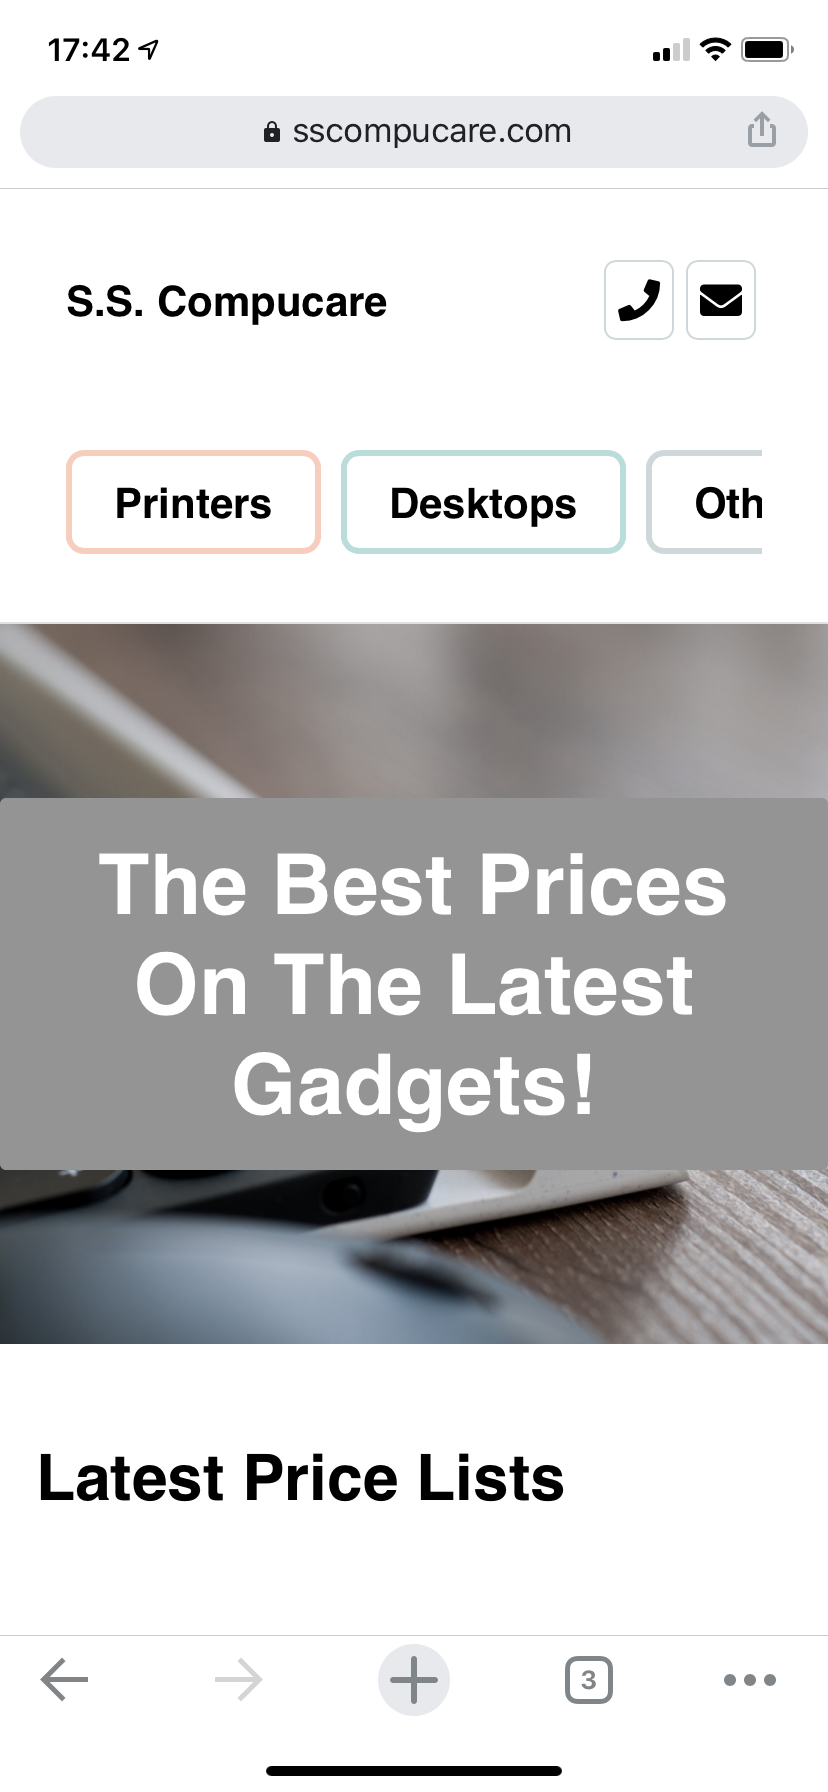 17:42
sscompucare.com
S.S. Compucare
Printers
Desktops
Oth
The Best Prices
On The Latest
Gadgets!
Latest Price Lists
3